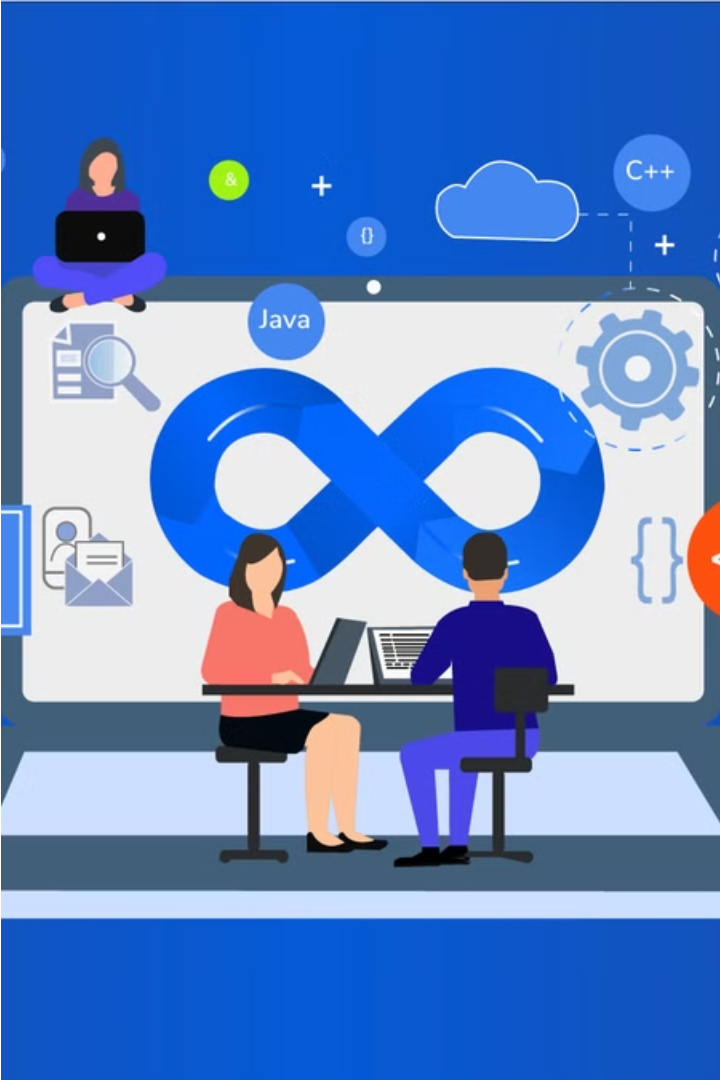 C++
&
{}
Java
{ }
<